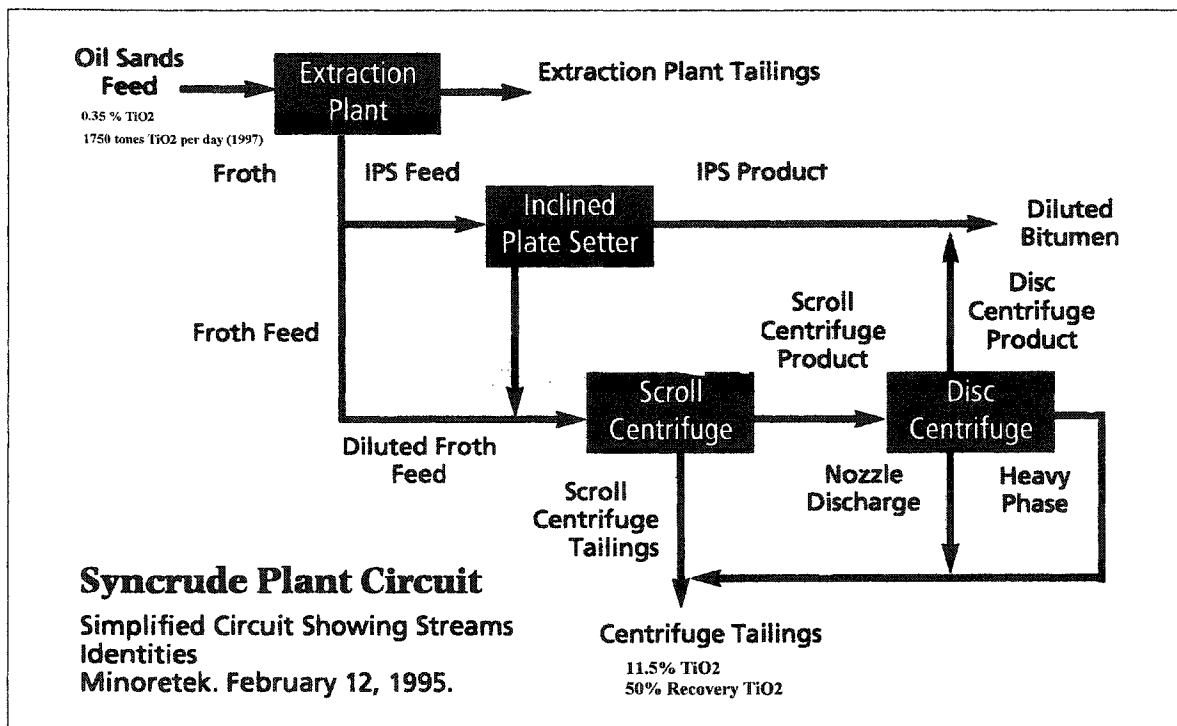 Oil Sands
Feed
0.35 % TiO2
1750 tones TiO2 per day (1997)
Extraction
Plant
Extraction Plant Tailings
Froth
IPS Feed
IPS Product
Inclined
Plate Setter
Diluted
Bitumen
Froth Feed
Scroll
Centrifuge
Product
Disc
Centrifuge
Product
Scroll
Centrifuge
Disc
Centrifuge
Diluted Froth
Feed
Scroll
Centrifuge
Tailings
Nozzle
Discharge
Heavy
Phase
Syncrude Plant Circuit
Simplified Circuit Showing Streams
Identities
Minoretek. February 12, 1995.
Centrifuge Tailings
11.5% TiO2
50% Recovery TiO2